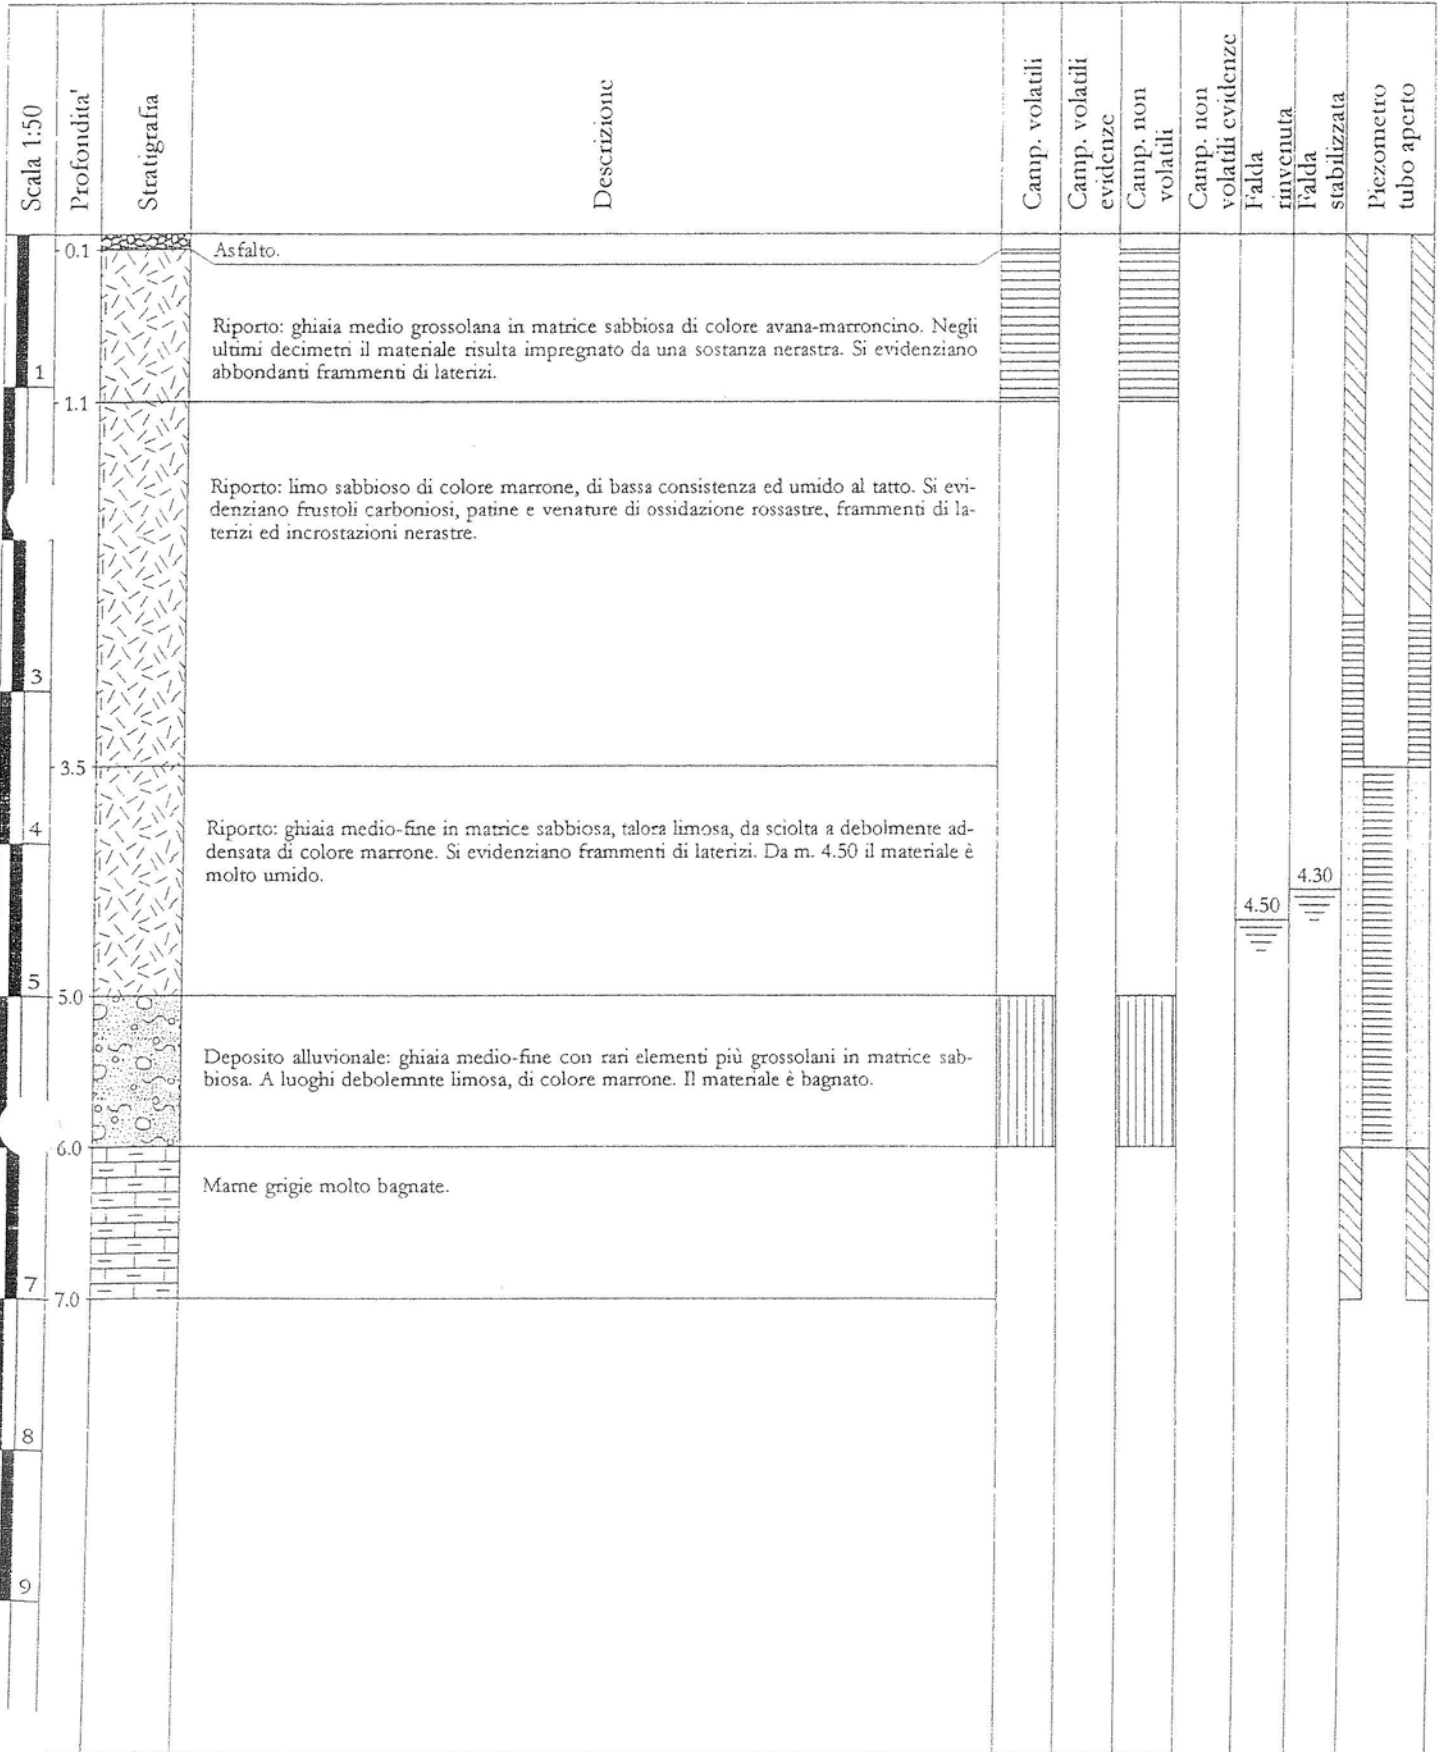 Scala 1:50
Profondita'
Stratigrafia
Descrizione
Camp. volatili
Camp. volatili
evidenze
Camp. non
volatili
Camp. non
volatili evidenze
Falda
rinvenuta
Falda
stabilizzata
Piezometro
tubo aperto
0.1
Asfalto.
Riporto: ghiaia medio grossolana in matrice sabbiosa di colore avana-marroncino. Negli
ultimi decimetri il materiale risulta impregnato da una sostanza nerastra. Si evidenziano
abbondanti frammenti di laterizi.
1
1.1
Riporto: limo sabbioso di colore marrone, di bassa consistenza ed umido al tatto. Si evi-
denziano frustoli carboniosi, patine e venature di ossidazione rossastre, frammenti di la-
terizi ed incrostazioni nerastre.
3
3.5
Riporto: ghiaia medio-fine in matrice sabbiosa, talora limosa, da sciolta a debolmente ad-
densata di colore marrone. Si evidenziano frammenti di laterizi. Da m. 4.50 il materiale è
molto umido.
4
4.30
4.50
5
5.0
Deposito alluvionale: ghiaia medio-fine con rari elementi più grossolani in matrice sab-
biosa. A luoghi debolemnte limosa, di colore marrone. Il materiale è bagnato.
6.0
Marne grigie molto bagnate.
7
7.0
8
9